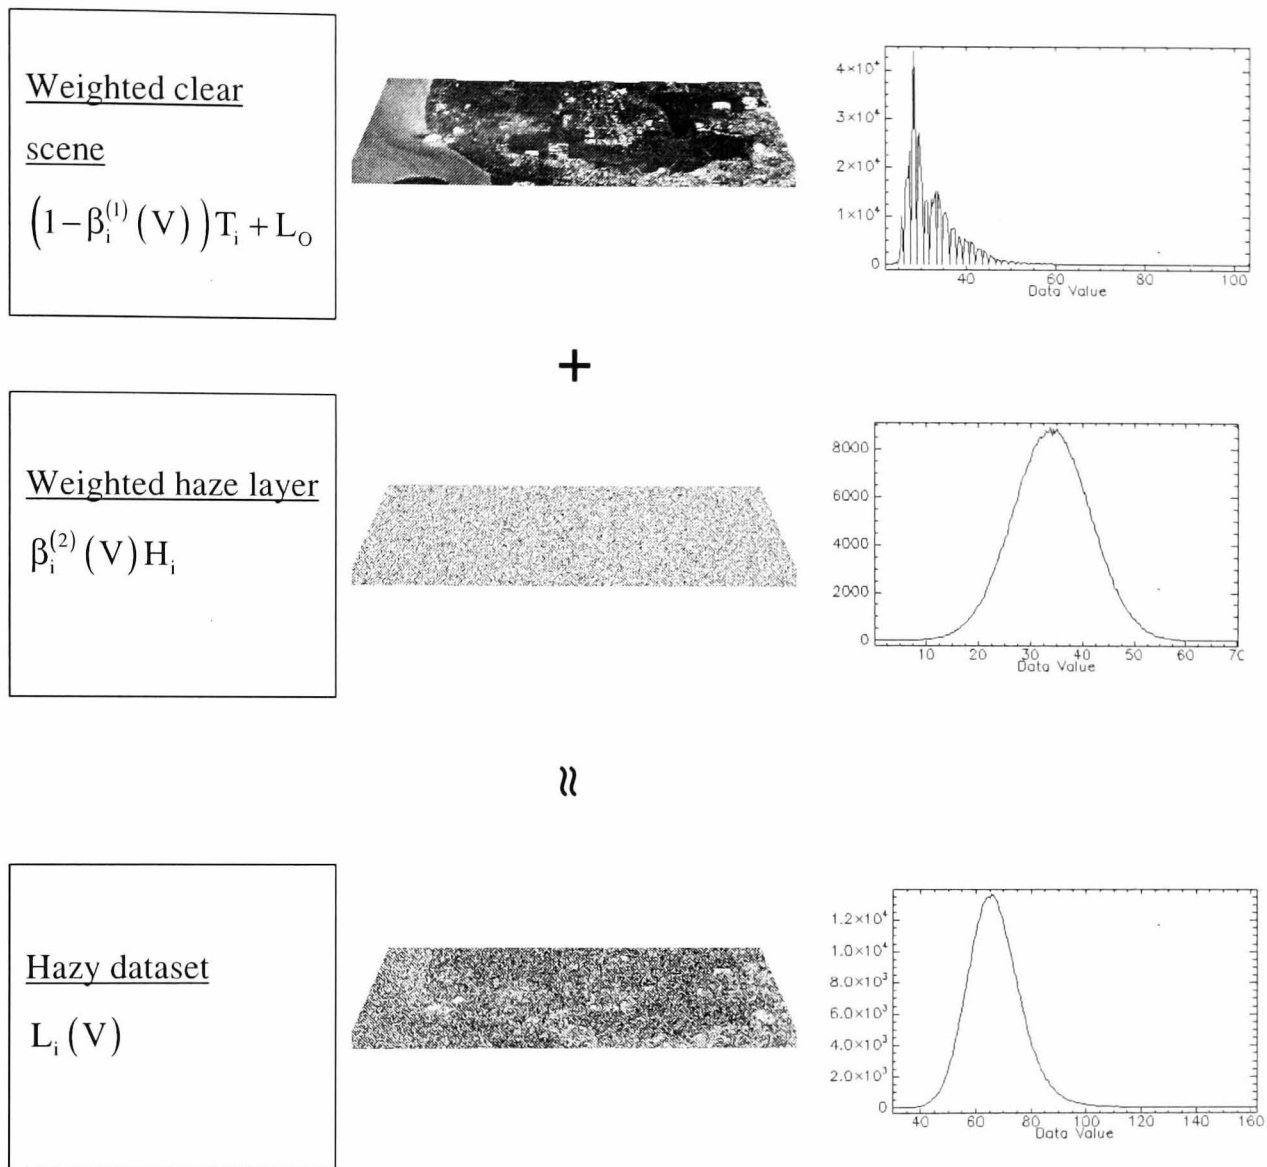 Weighted clear
scene
(1−β_i^(1)(V))T_i + L_O
4×10⁴
3×10⁴
2×10⁴
1×10⁴
0
40 60 80 100
Data Value
+
Weighted haze layer
β_i^(2)(V)H_i
8000
6000
4000
2000
0
10 20 30 40 50 60 70
Data Value
≈
Hazy dataset
L_i(V)
1.2×10⁴
1.0×10⁴
8.0×10³
6.0×10³
4.0×10³
2.0×10³
0
40 60 80 100 120 140 160
Data Value